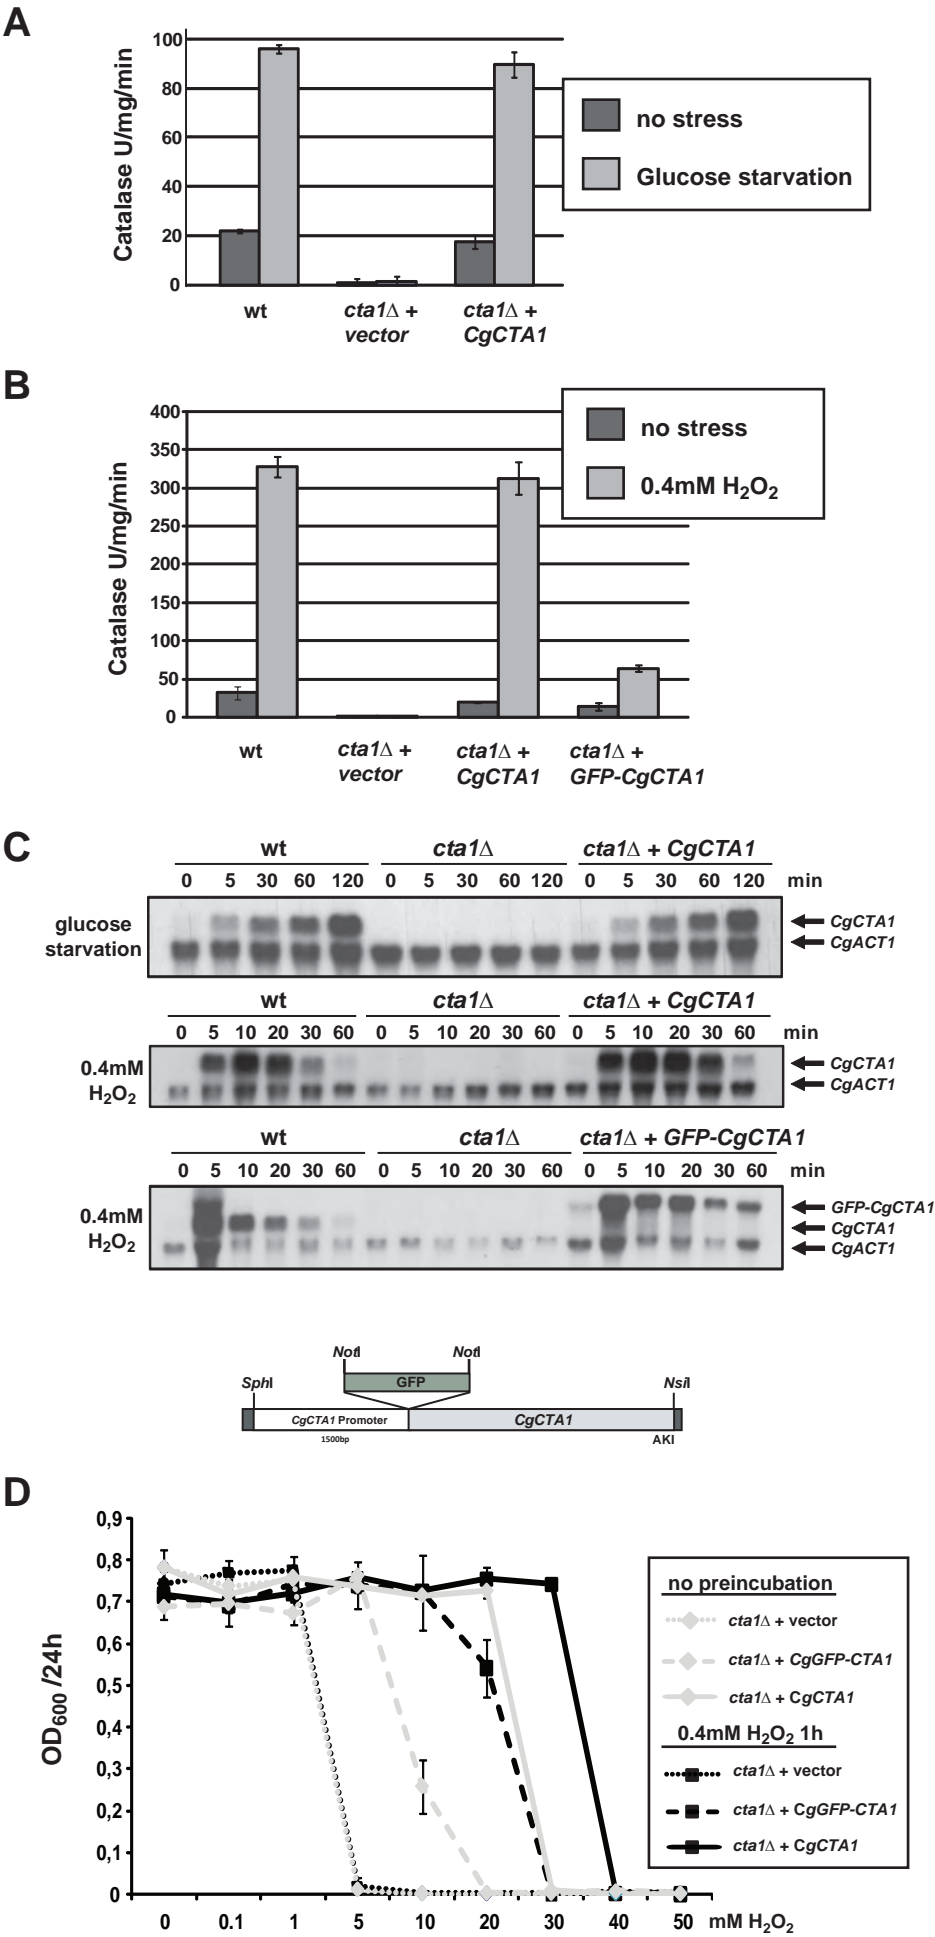 A
100
80
60
40
20
0
Catalase U/mg/min
no stress
Glucose starvation
wt
cta1Δ +
vector
cta1Δ +
CgCTA1
B
400
350
300
250
200
150
100
50
0
Catalase U/mg/min
no stress
0.4mM H₂O₂
wt
cta1Δ +
vector
cta1Δ +
CgCTA1
cta1Δ +
GFP-CgCTA1
C
wt cta1Δ cta1Δ + CgCTA1
0 5 30 60 120 0 5 30 60 120 0 5 30 60 120 min
glucose
starvation
CgCTA1
CgACT1
wt cta1Δ cta1Δ + CgCTA1
0 5 10 20 30 60 0 5 10 20 30 60 0 5 10 20 30 60 min
0.4mM
H₂O₂
CgCTA1
CgACT1
wt cta1Δ cta1Δ + GFP-CgCTA1
0 5 10 20 30 60 0 5 10 20 30 60 0 5 10 20 30 60 min
0.4mM
H₂O₂
GFP-CgCTA1
CgCTA1
CgACT1
NotI NotI
SphI GFP NsiI
CgCTA1 Promoter CgCTA1
1500bp AKI
D
0,9
0,8
0,7
0,6
0,5
0,4
0,3
0,2
0,1
0
OD₆₀₀/24h
0 0.1 1 5 10 20 30 40 50 mM H₂O₂
no preincubation
cta1Δ + vector
cta1Δ + CgGFP-CTA1
cta1Δ + CgCTA1
0.4mM H₂O₂ 1h
cta1Δ + vector
cta1Δ + CgGFP-CTA1
cta1Δ + CgCTA1